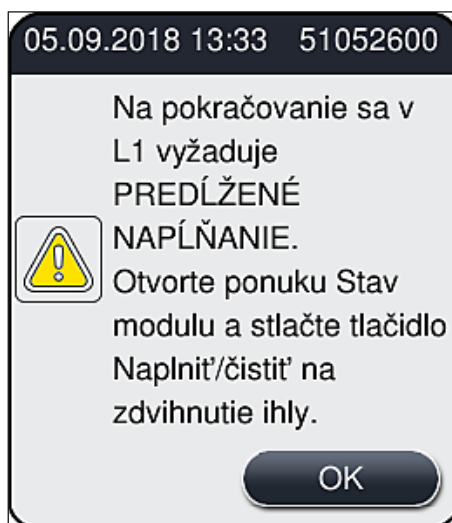 05.09.2018 13:33 51052600
Na pokračovanie sa v
L1 vyžaduje
PREDĹŽENÉ
NAPĹŇANIE.
Otvorte ponuku Stav
modulu a stlačte tlačidlo
Naplniť/čistiť na
zdvihnutie ihly.
OK